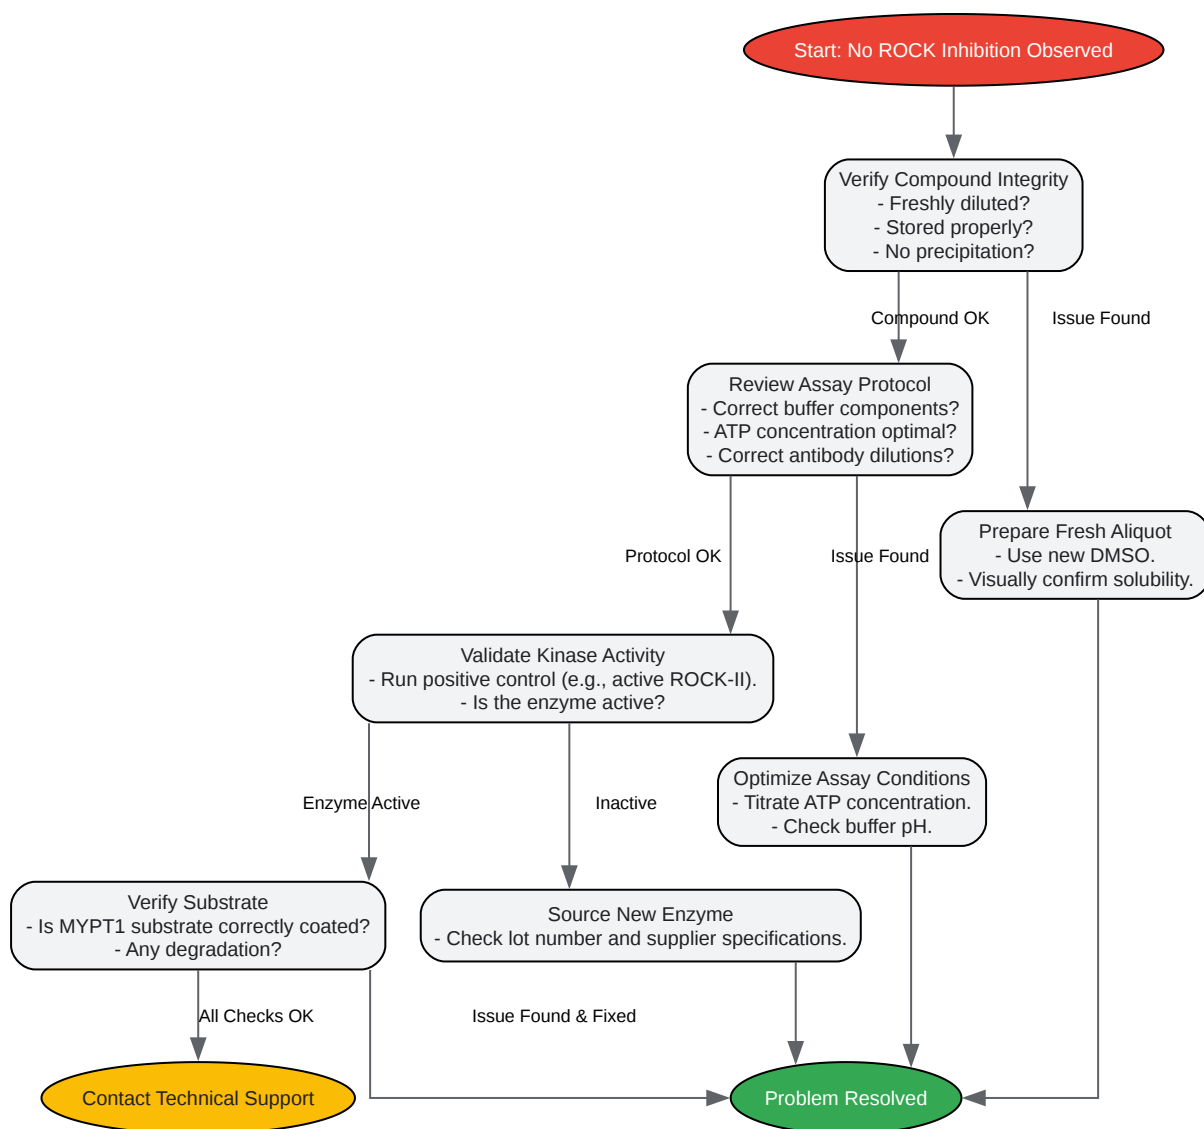 Start: No ROCK Inhibition Observed
Verify Compound Integrity
- Freshly diluted?
- Stored properly?
- No precipitation?
Compound OK
Issue Found
Review Assay Protocol
- Correct buffer components?
- ATP concentration optimal?
- Correct antibody dilutions?
Protocol OK
Issue Found
Prepare Fresh Aliquot
- Use new DMSO.
- Visually confirm solubility.
Validate Kinase Activity
- Run positive control (e.g., active ROCK-II).
- Is the enzyme active?
Enzyme Active
Inactive
Optimize Assay Conditions
- Titrate ATP concentration.
- Check buffer pH.
Verify Substrate
- Is MYPT1 substrate correctly coated?
- Any degradation?
Source New Enzyme
- Check lot number and supplier specifications.
All Checks OK
Issue Found & Fixed
Contact Technical Support
Problem Resolved